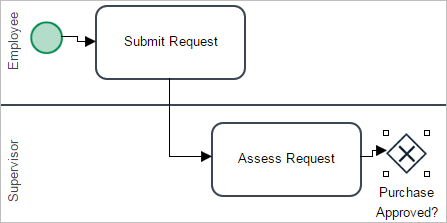 Employee
Submit Request
Supervisor
Assess Request
Purchase
Approved?